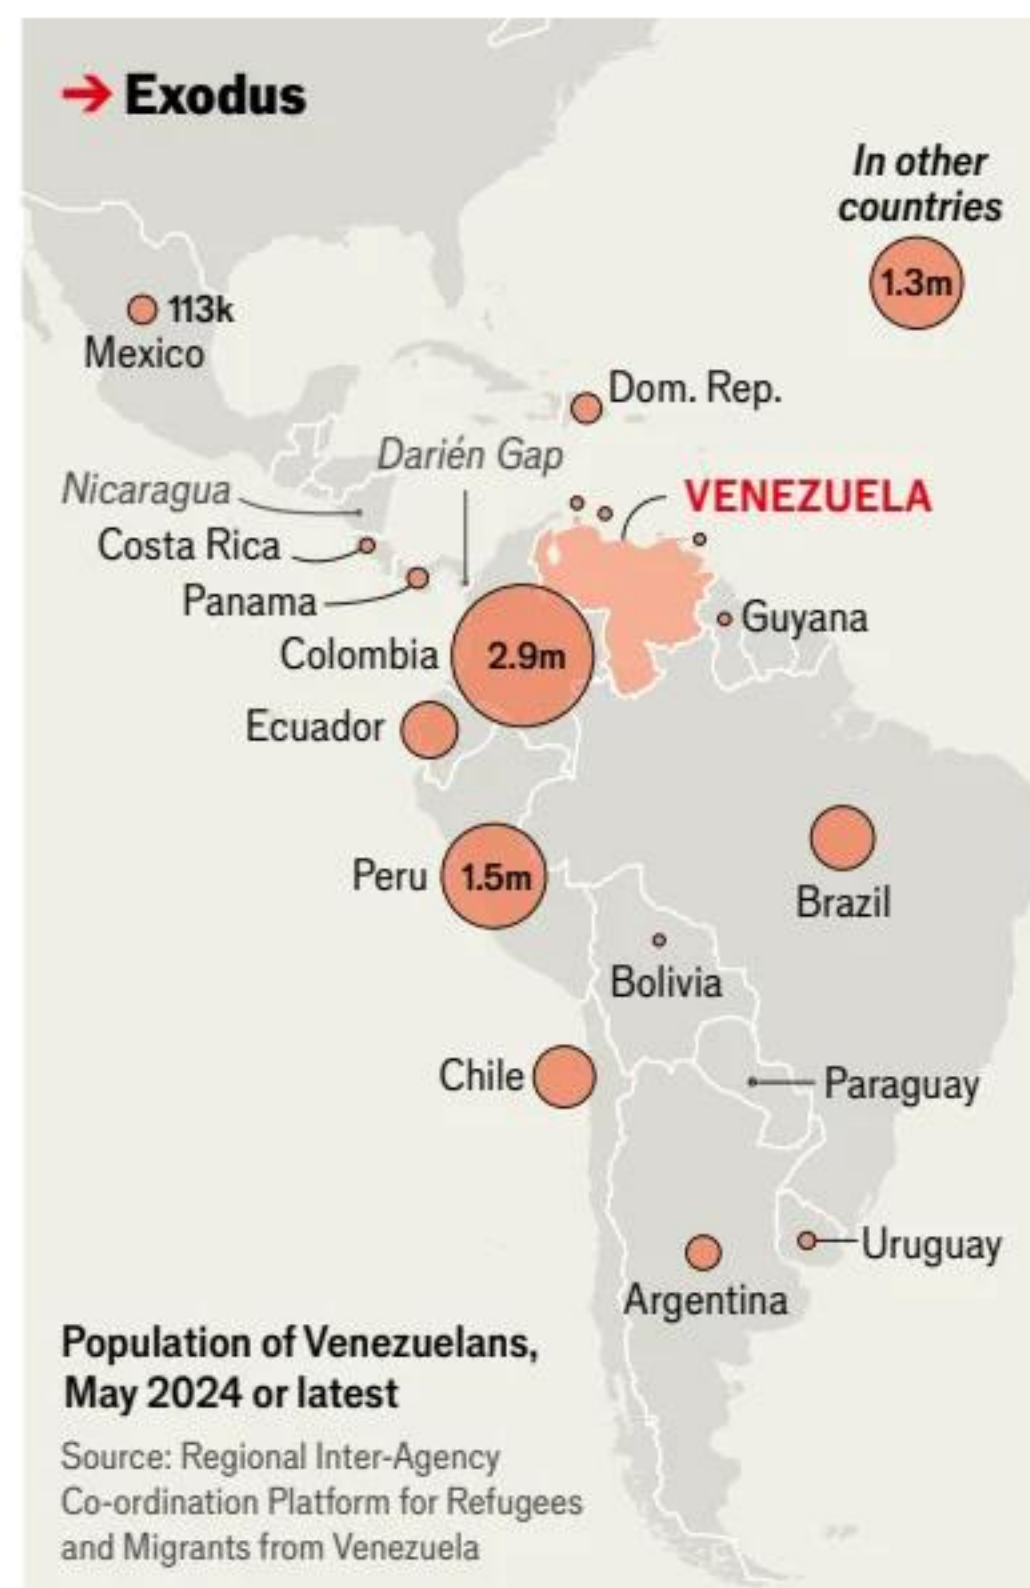 → Exodus
In other
countries
1.3m
113k
Mexico
Dom. Rep.
Darién Gap
Nicaragua
VENEZUELA
Costa Rica
Panama
Guyana
Colombia
2.9m
Ecuador
Peru
1.5m
Brazil
Bolivia
Chile
Paraguay
Uruguay
Argentina
Population of Venezuelans,
May 2024 or latest
Source: Regional Inter-Agency
Co-ordination Platform for Refugees
and Migrants from Venezuela